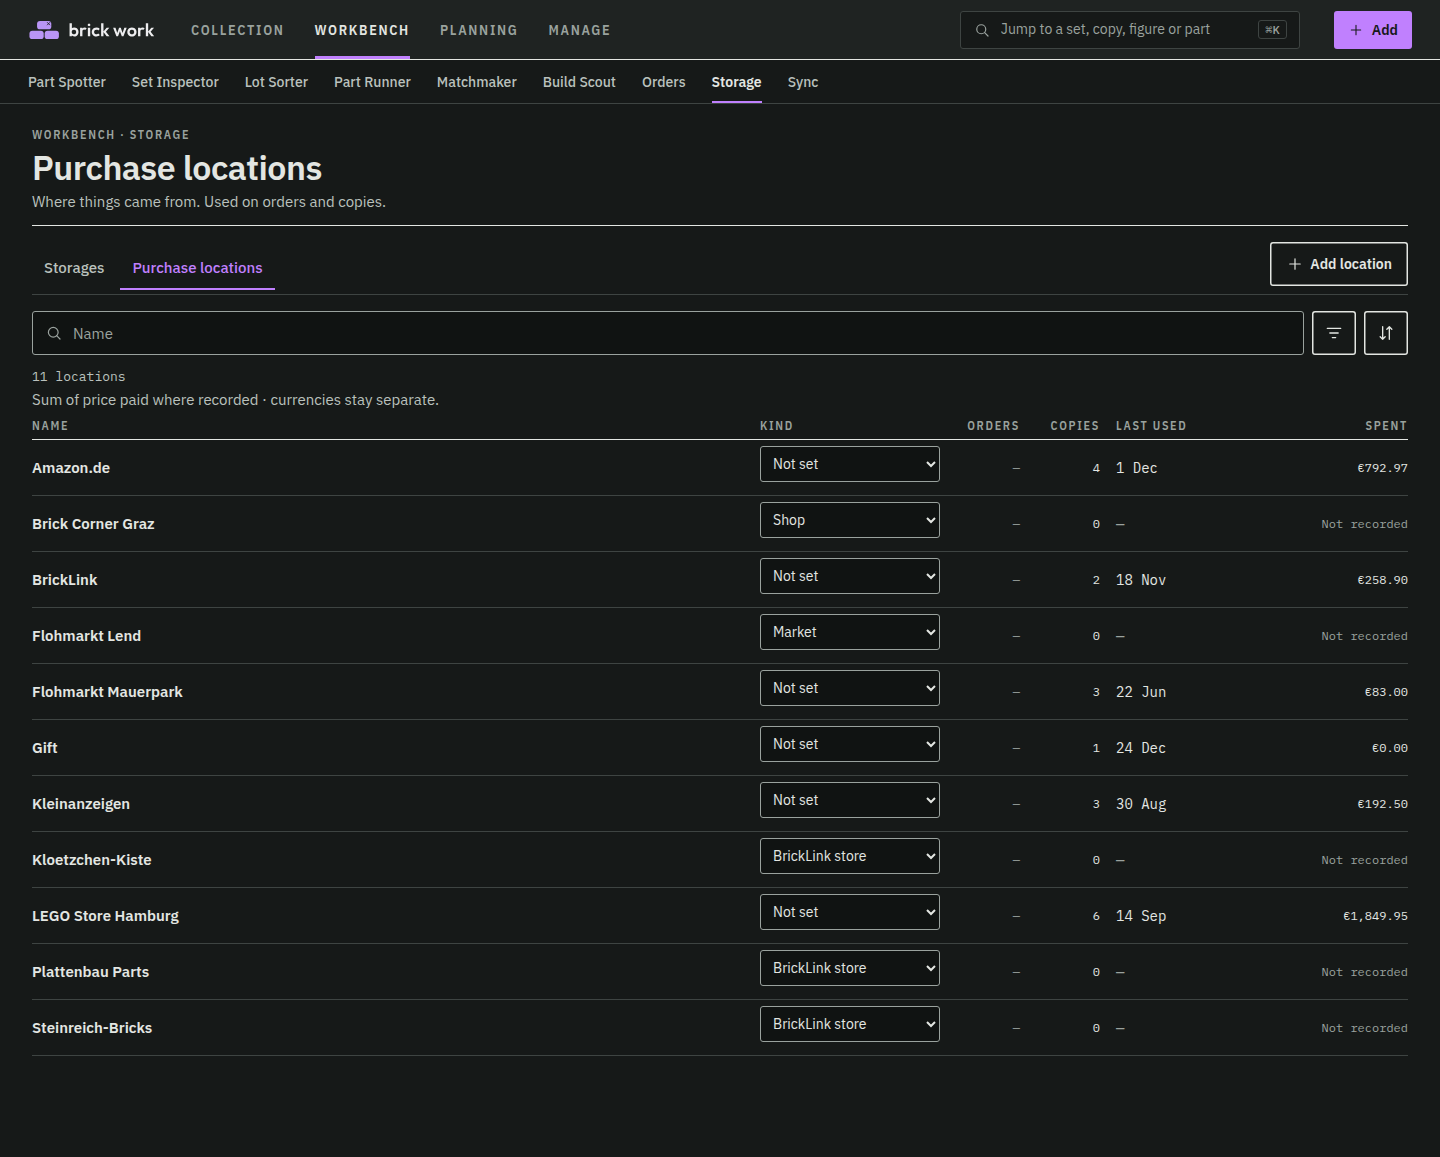 brick work COLLECTION WORKBENCH PLANNING MANAGE Jump to a set, copy, figure or part ⌘K + Add
Part Spotter Set Inspector Lot Sorter Part Runner Matchmaker Build Scout Orders Storage Sync
WORKBENCH · STORAGE
Purchase locations
Where things came from. Used on orders and copies.
Storages Purchase locations + Add location
Name
11 locations
Sum of price paid where recorded · currencies stay separate.
NAME KIND ORDERS COPIES LAST USED SPENT
Amazon.de Not set – 4 1 Dec €792.97
Brick Corner Graz Shop – 0 – Not recorded
BrickLink Not set – 2 18 Nov €258.90
Flohmarkt Lend Market – 0 – Not recorded
Flohmarkt Mauerpark Not set – 3 22 Jun €83.00
Gift Not set – 1 24 Dec €0.00
Kleinanzeigen Not set – 3 30 Aug €192.50
Kloetzchen-Kiste BrickLink store – 0 – Not recorded
LEGO Store Hamburg Not set – 6 14 Sep €1,849.95
Plattenbau Parts BrickLink store – 0 – Not recorded
Steinreich-Bricks BrickLink store – 0 – Not recorded